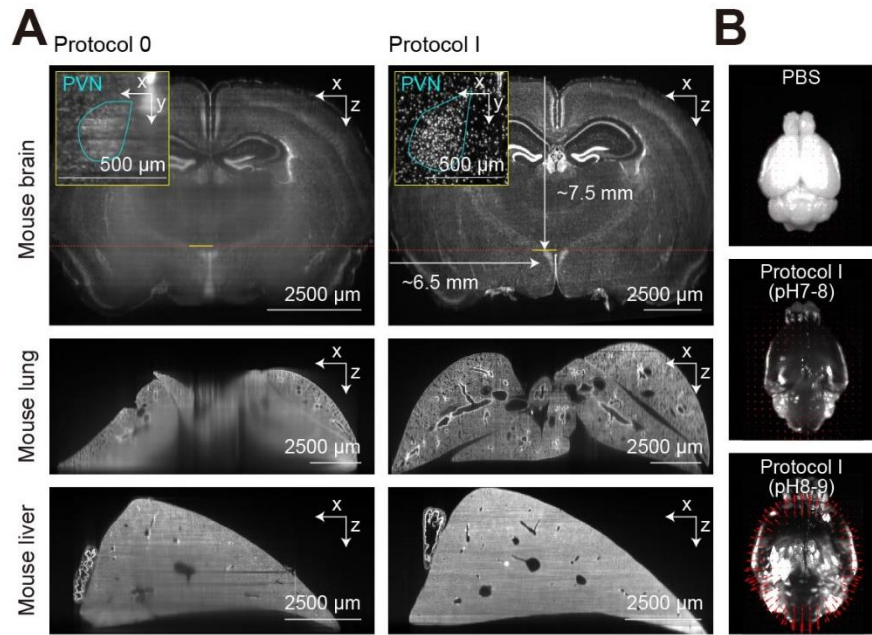 A
B
Protocol 0
Protocol I
PBS
Mouse brain
PVN
x
y
500 µm
x
z
2500 µm
PVN
x
y
500 µm
x
z
~7.5 mm
~6.5 mm
2500 µm
Protocol I
(pH7-8)
Mouse lung
x
z
2500 µm
x
z
2500 µm
Protocol I
(pH8-9)
Mouse liver
x
z
2500 µm
x
z
2500 µm